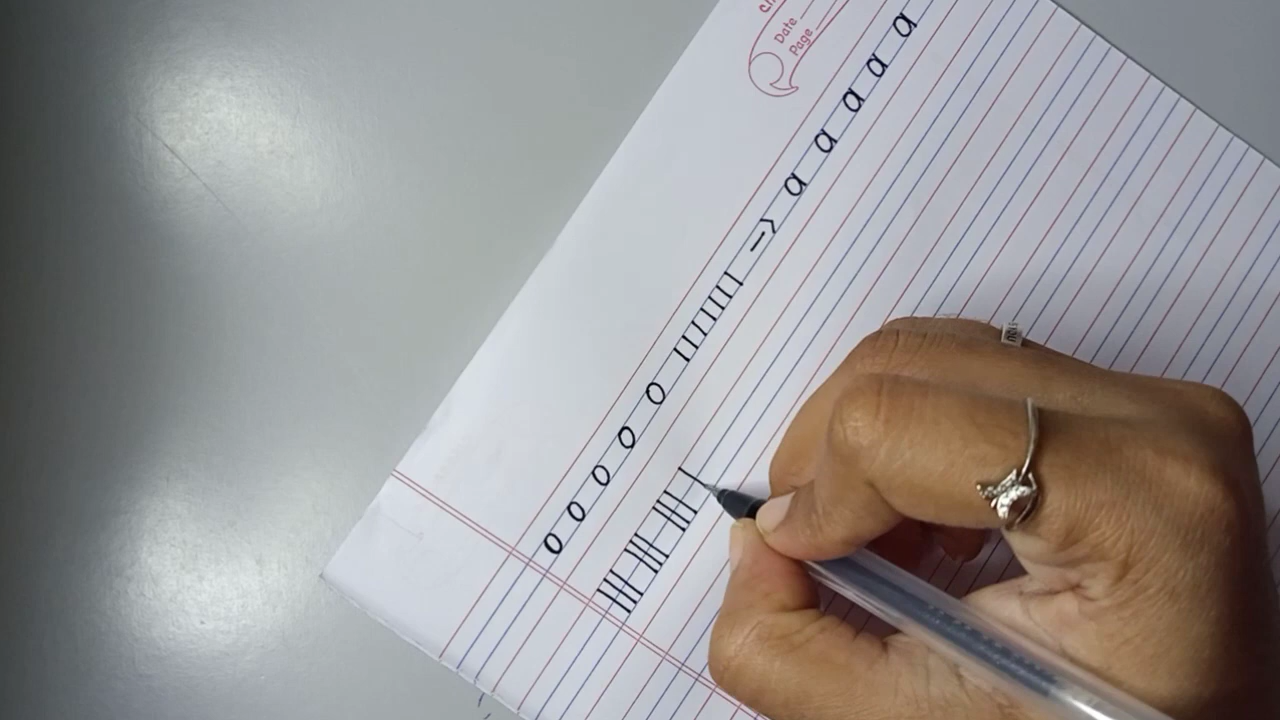 Date
Page
o o o o o ||||||| → a a a a a
||| ||| ||| |